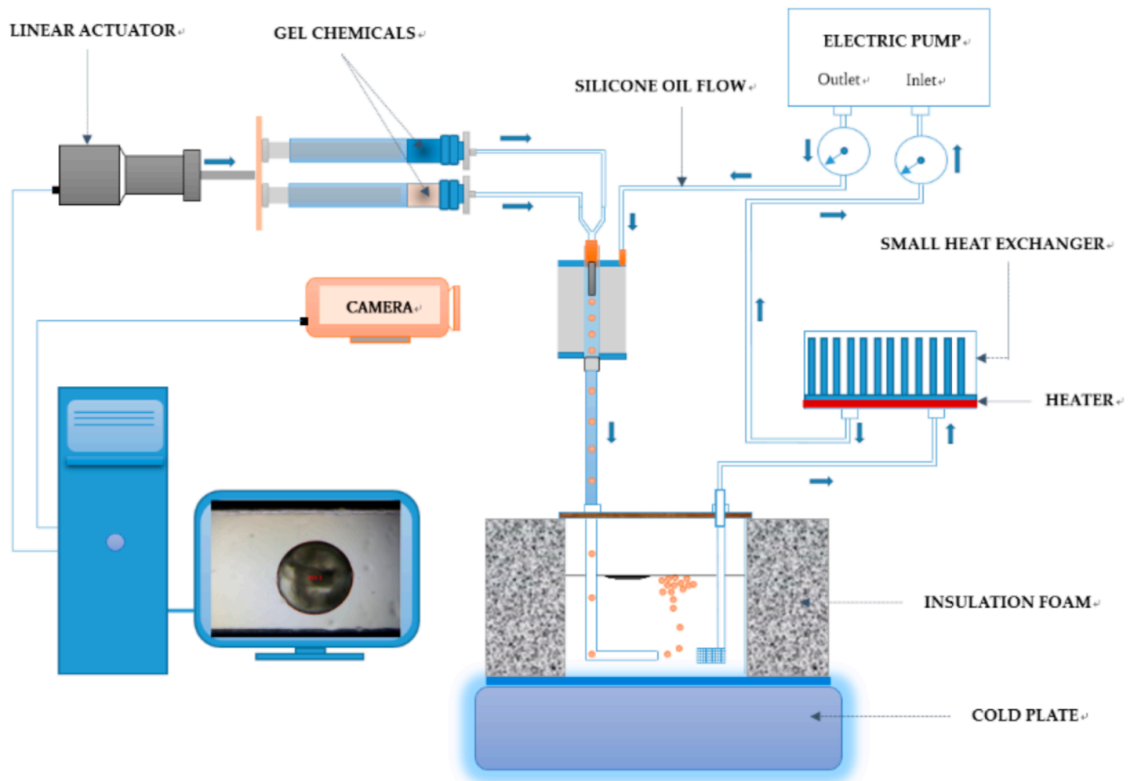 LINEAR ACTUATOR↵
GEL CHEMICALS↵
ELECTRIC PUMP↵
Outlet↵
Inlet↵
SILICONE OIL FLOW↵
SMALL HEAT EXCHANGER↵
CAMERA↵
HEATER↵
INSULATION FOAM↵
COLD PLATE↵